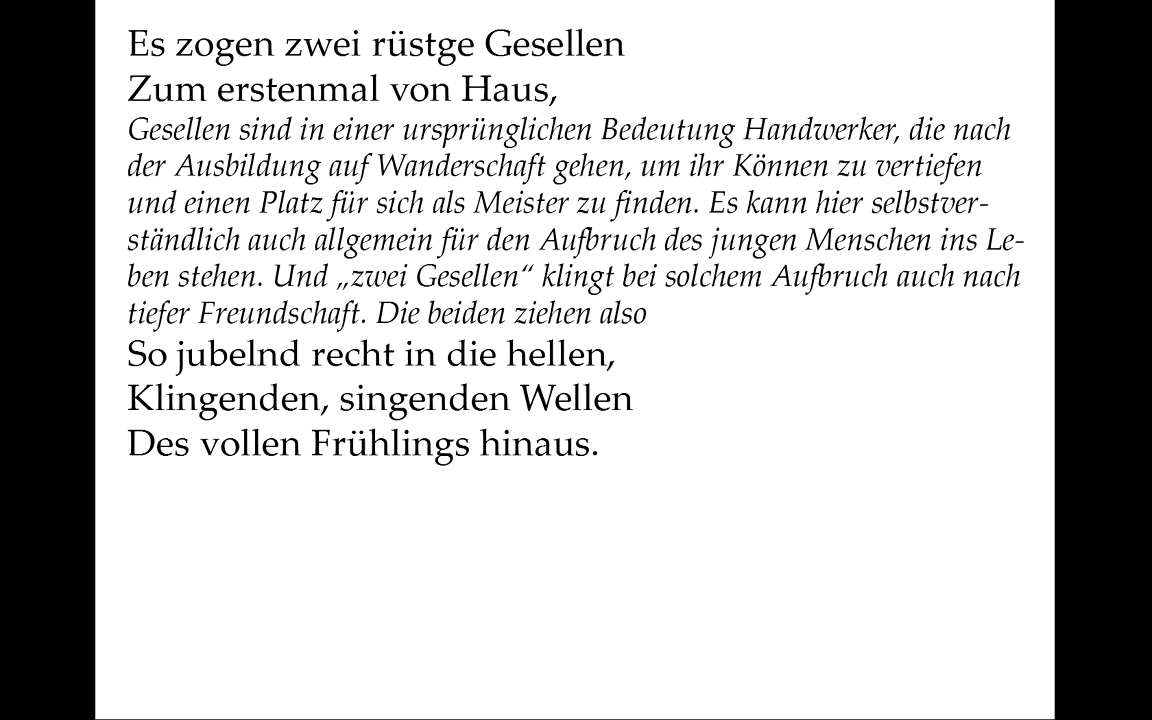 Es zogen zwei rüstge Gesellen
Zum erstenmal von Haus,
Gesellen sind in einer ursprünglichen Bedeutung Handwerker, die nach
der Ausbildung auf Wanderschaft gehen, um ihr Können zu vertiefen
und einen Platz für sich als Meister zu finden. Es kann hier selbstver-
ständlich auch allgemein für den Aufbruch des jungen Menschen ins Le-
ben stehen. Und „zwei Gesellen“ klingt bei solchem Aufbruch auch nach
tiefer Freundschaft. Die beiden ziehen also
So jubelnd recht in die hellen,
Klingenden, singenden Wellen
Des vollen Frühlings hinaus.